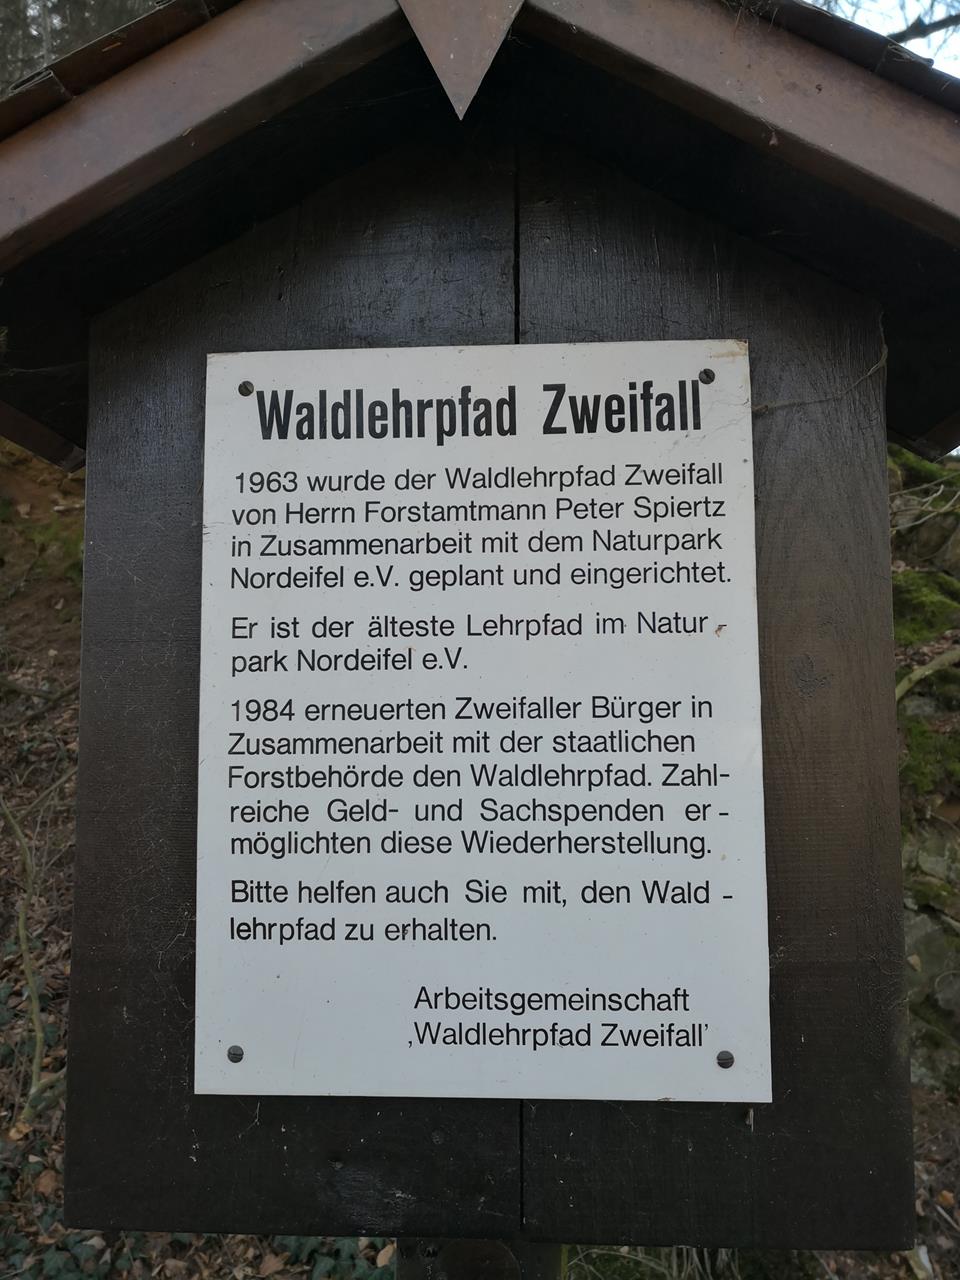 Waldlehrpfad Zweifall
1963 wurde der Waldlehrpfad Zweifall
von Herrn Forstamtmann Peter Spiertz
in Zusammenarbeit mit dem Naturpark
Nordeifel e.V. geplant und eingerichtet.
Er ist der älteste Lehrpfad im Natur-
park Nordeifel e.V.
1984 erneuerten Zweifaller Bürger in
Zusammenarbeit mit der staatlichen
Forstbehörde den Waldlehrpfad. Zahl-
reiche Geld- und Sachspenden er-
möglichten diese Wiederherstellung.
Bitte helfen auch Sie mit, den Wald-
lehrpfad zu erhalten.
Arbeitsgemeinschaft
‚Waldlehrpfad Zweifall'